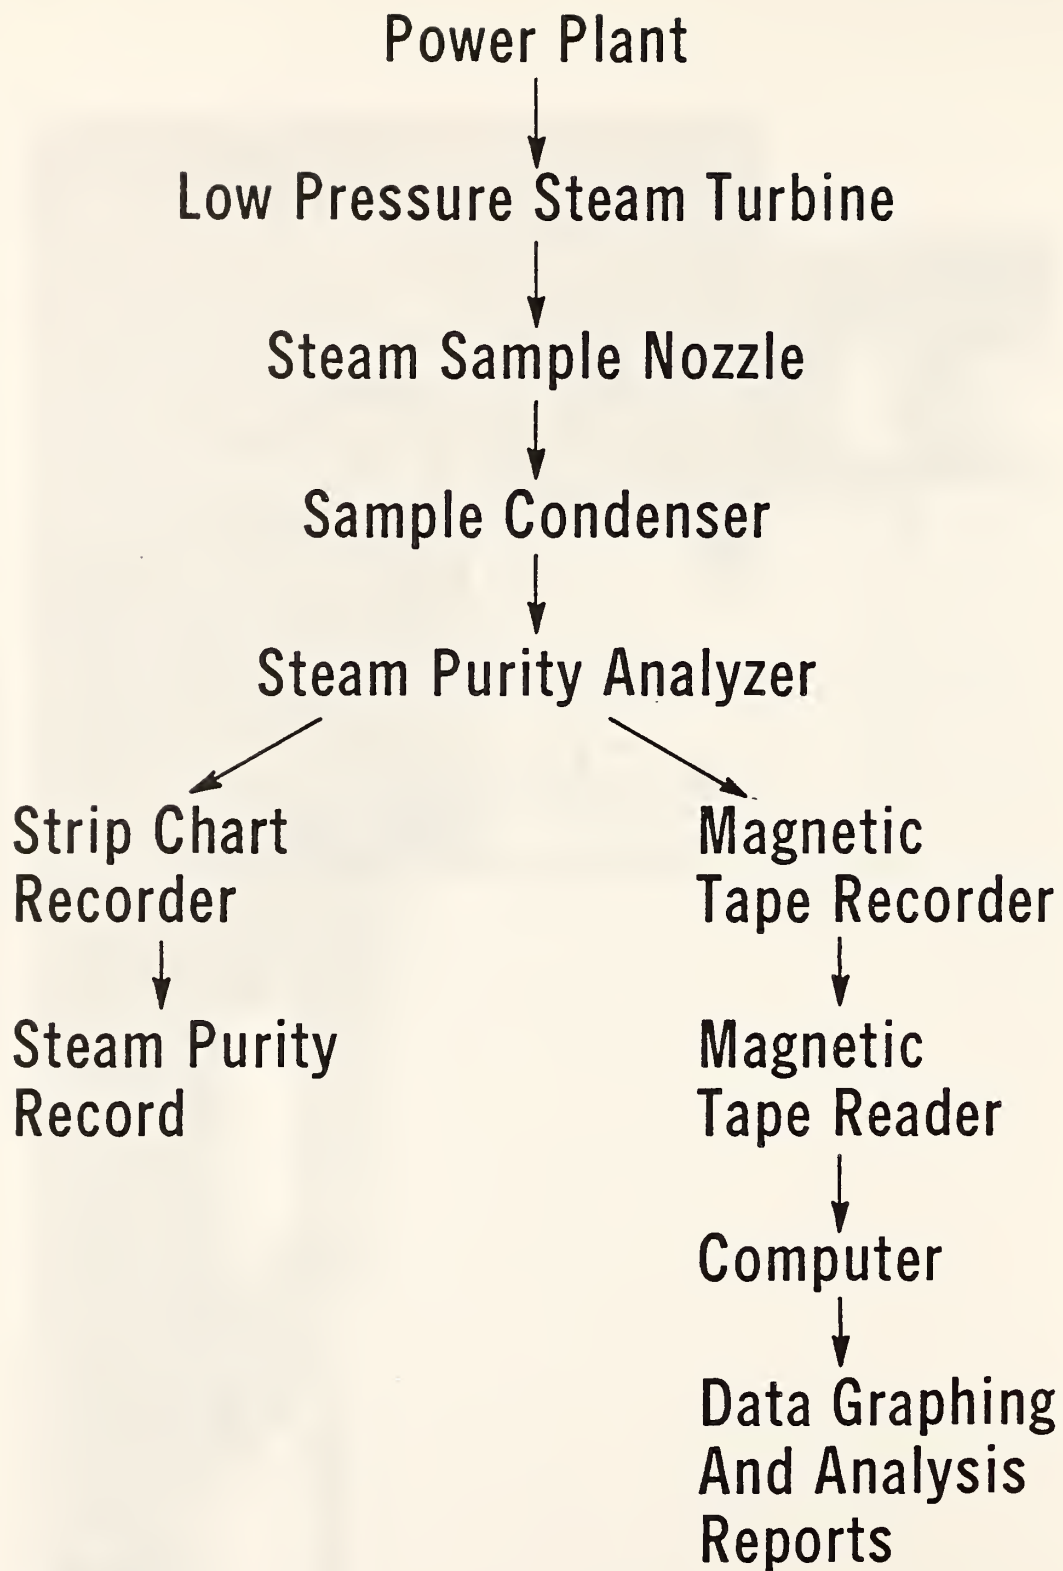 Power Plant
Low Pressure Steam Turbine
Steam Sample Nozzle
Sample Condenser
Steam Purity Analyzer
Strip Chart
Recorder
Steam Purity
Record
Magnetic
Tape Recorder
Magnetic
Tape Reader
Computer
Data Graphing
And Analysis
Reports